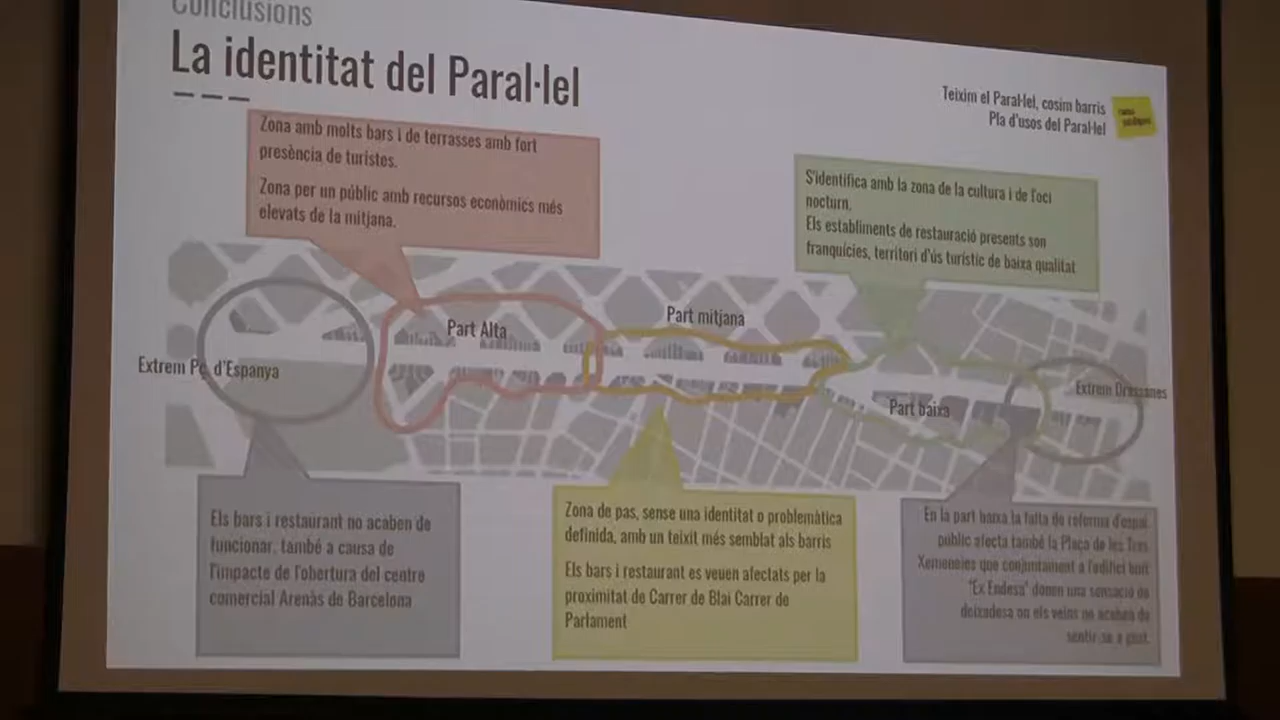 Conclusions
La identitat del Paral·lel
Teixim el Paral·lel, cosim barris
Pla d'usos del Paral·lel
Zona amb molts bars i de terrasses amb fort
presència de turistes.
Zona per un públic amb recursos econòmics més
elevats de la mitjana.
S'identifica amb la zona de la cultura i de l'oci
nocturn.
Els establiments de restauració presents son
franquícies, territori d'ús turístic de baixa qualitat
Part mitjana
Part Alta
Extrem Pç d'Espanya
Extrem Drassanes
Part baixa
Els bars i restaurant no acaben de
funcionar, també a causa de
l'impacte de l'obertura del centre
comercial Arenàs de Barcelona
Zona de pas, sense una identitat o problemàtica
definida, amb un teixit més semblat als barris
Els bars i restaurant es veuen afectats per la
proximitat de Carrer de Blai Carrer de
Parlament
En la part baixa la falta de reforma d'espai
públic afecta també la Plaça de les Tres
Xemeneies que conjuntament a l'edifici buit
"Ex Endesa" donen una sensació de
deixadesa on els veïns no acaben de
sentir-se a gust.